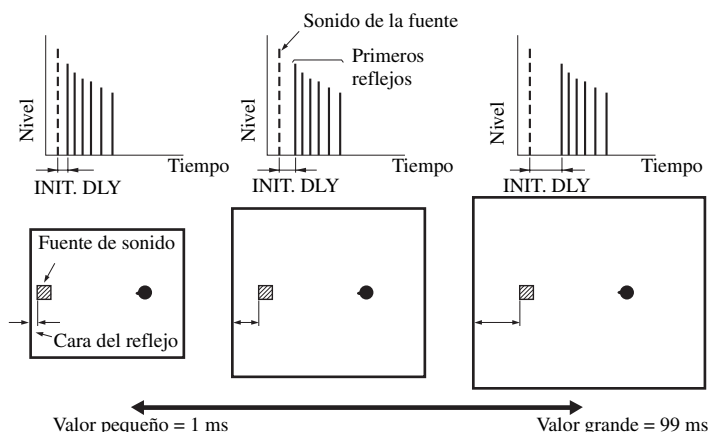 Sonido de la fuente
Primeros
reflejos
Nivel
Tiempo
INIT. DLY
Nivel
Tiempo
INIT. DLY
Nivel
Tiempo
INIT. DLY
Fuente de sonido
Cara del reflejo
Valor pequeño = 1 ms
Valor grande = 99 ms